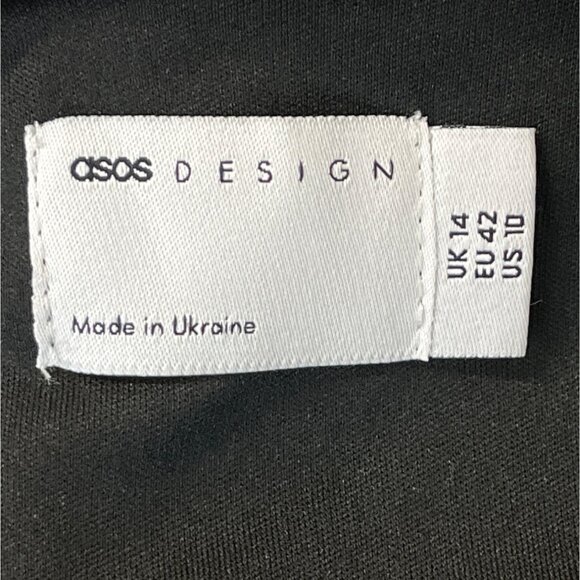 asos DESIGN
Made in Ukraine
UK 14
EU 42
US 10